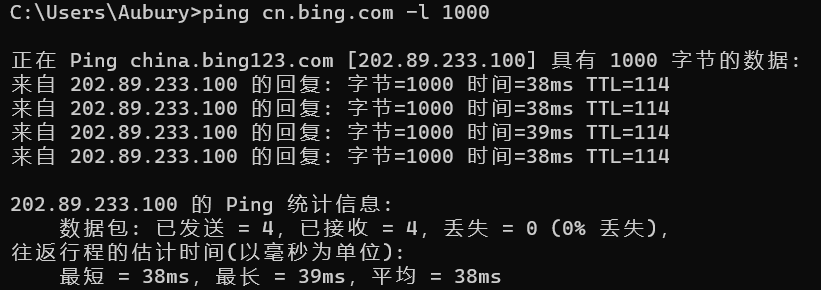 C:\Users\Aubury>ping cn.bing.com -l 1000
正在 Ping china.bing123.com [202.89.233.100] 具有 1000 字节的数据:
来自 202.89.233.100 的回复: 字节=1000 时间=38ms TTL=114
来自 202.89.233.100 的回复: 字节=1000 时间=38ms TTL=114
来自 202.89.233.100 的回复: 字节=1000 时间=39ms TTL=114
来自 202.89.233.100 的回复: 字节=1000 时间=38ms TTL=114
202.89.233.100 的 Ping 统计信息:
数据包: 已发送 = 4, 已接收 = 4, 丢失 = 0 (0% 丢失),
往返行程的估计时间(以毫秒为单位):
最短 = 38ms, 最长 = 39ms, 平均 = 38ms